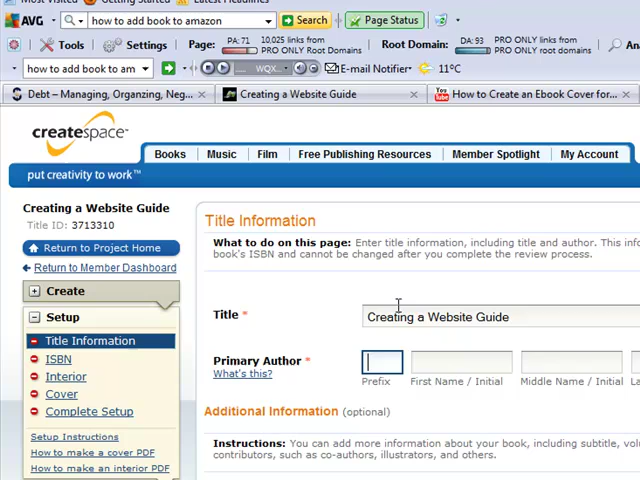 Most Visited Getting Started Latest Headlines
AVG how to add book to amazon Search Page Status
Tools Settings Page: PA: 71 10,025 links from PRO ONLY Root Domains Root Domain: DA: 93 PRO ONLY links from PRO ONLY Root Domains
how to add book to am WQX... E-mail Notifier 11°C
Debt – Managing, Organizing, Neg... Creating a Website Guide You Tube How to Create an Ebook Cover for...
createspace™
Books Music Film Free Publishing Resources Member Spotlight My Account
put creativity to work™
Creating a Website Guide
Title ID: 3713310
Return to Project Home
Return to Member Dashboard
Create
Setup
Title Information
ISBN
Interior
Cover
Complete Setup
Setup Instructions
How to make a cover PDF
How to make an interior PDF
Title Information
What to do on this page: Enter title information, including title and author. This info
book's ISBN and cannot be changed after you complete the review process.
Title * Creating a Website Guide
Primary Author *
What's this?
Prefix First Name / Initial Middle Name / Initial La
Additional Information (optional)
Instructions: You can add more information about your book, including subtitle, volu
contributors, such as co-authors, illustrators, and others.